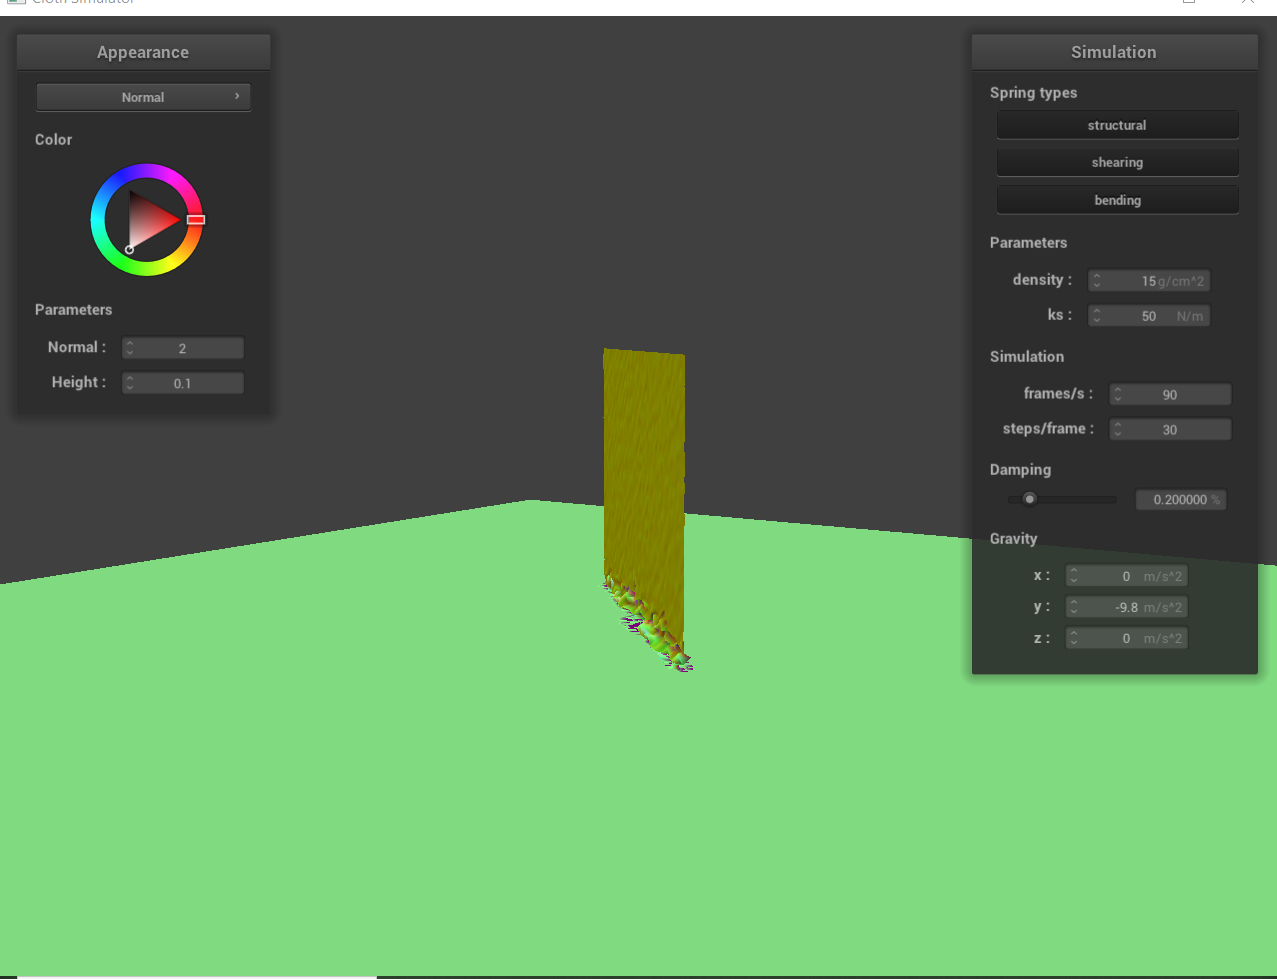 Cloth Simulator
Appearance
Normal
Color
Parameters
Normal : 2
Height : 0.1
Simulation
Spring types
structural
shearing
bending
Parameters
density : 15 g/cm^2
ks : 50 N/m
Simulation
frames/s : 90
steps/frame : 30
Damping
0.200000 %
Gravity
x : 0 m/s^2
y : -9.8 m/s^2
z : 0 m/s^2